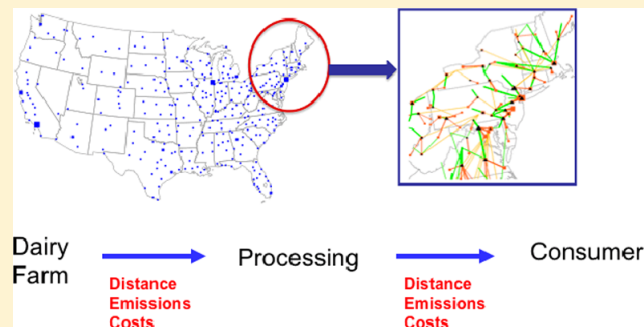 Dairy
Farm
Distance
Emissions
Costs
Processing
Distance
Emissions
Costs
Consumer